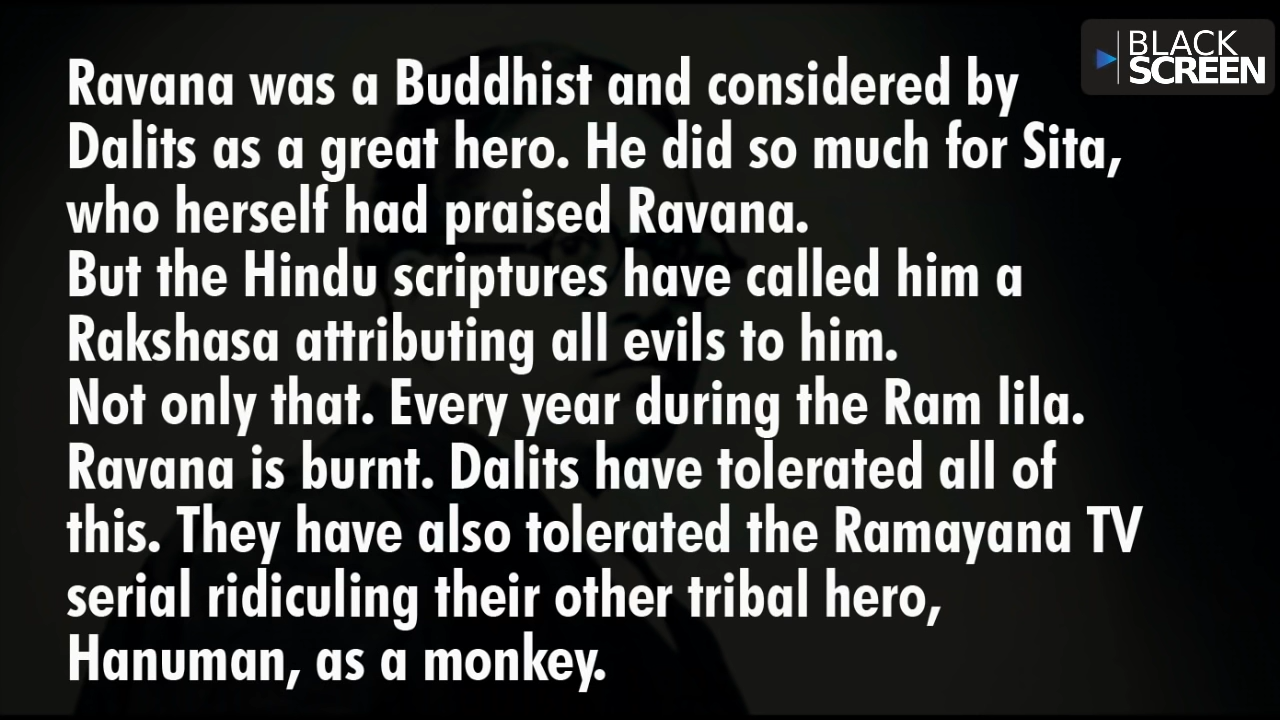 BLACK
SCREEN
Ravana was a Buddhist and considered by
Dalits as a great hero. He did so much for Sita,
who herself had praised Ravana.
But the Hindu scriptures have called him a
Rakshasa attributing all evils to him.
Not only that. Every year during the Ram lila.
Ravana is burnt. Dalits have tolerated all of
this. They have also tolerated the Ramayana TV
serial ridiculing their other tribal hero,
Hanuman, as a monkey.